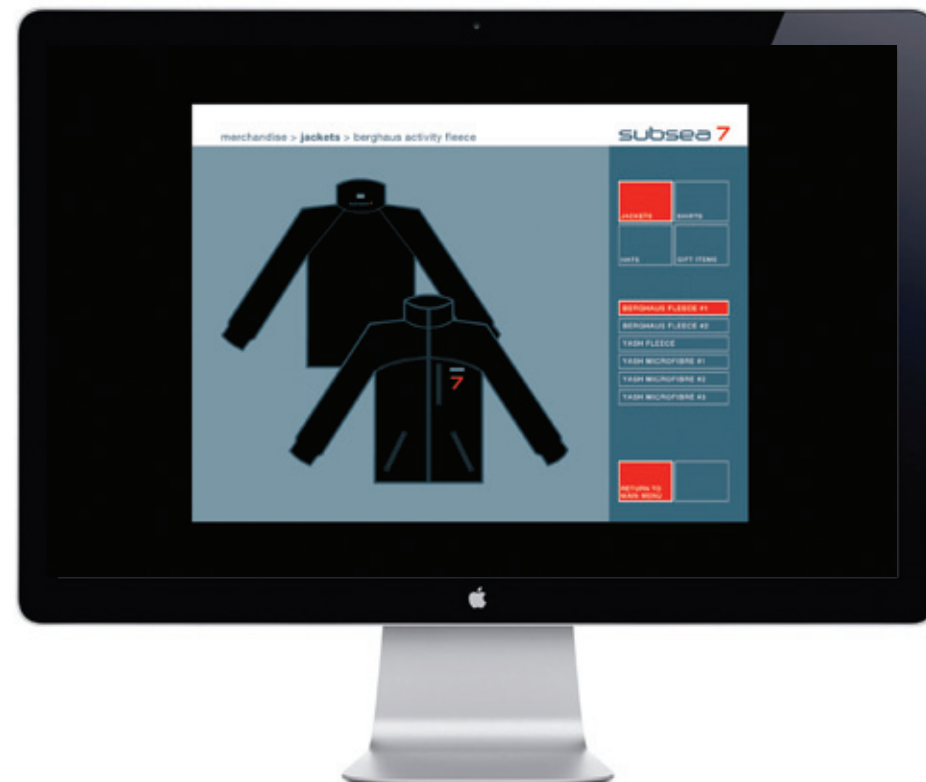 merchandise > jackets > berghaus activity fleece
subsea 7
7
JACKETS
SHIRTS
HATS
GIFT ITEMS
BERGHAUS FLEECE #1
BERGHAUS FLEECE #2
YASH FLEECE
YASH MICROFIBRE #1
YASH MICROFIBRE #2
YASH MICROFIBRE #3
RETURN TO
MAIN MENU